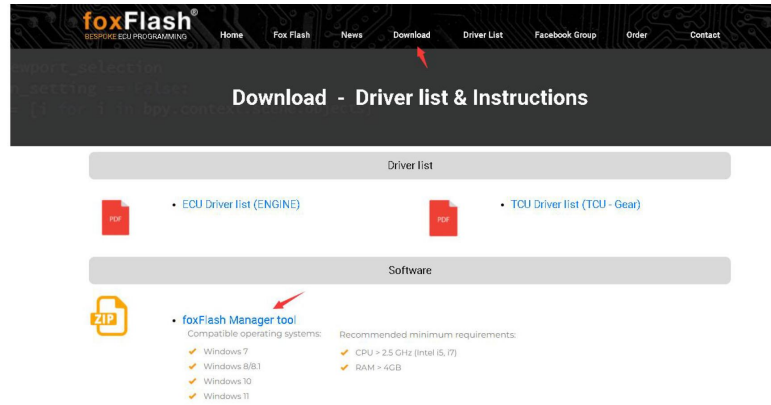 foxFlash®
BESPOKE ECU PROGRAMMING
Home Fox Flash News Download Driver List Facebook Group Order Contact
Download - Driver list & Instructions
Driver list
PDF
• ECU Driver list (ENGINE)
PDF
• TCU Driver list (TCU - Gear)
Software
ZIP
• foxFlash Manager tool
Compatible operating systems:
✓ Windows 7
✓ Windows 8/8.1
✓ Windows 10
✓ Windows 11
Recommended minimum requirements:
✓ CPU > 2.5 GHz (Intel i5, i7)
✓ RAM > 4GB